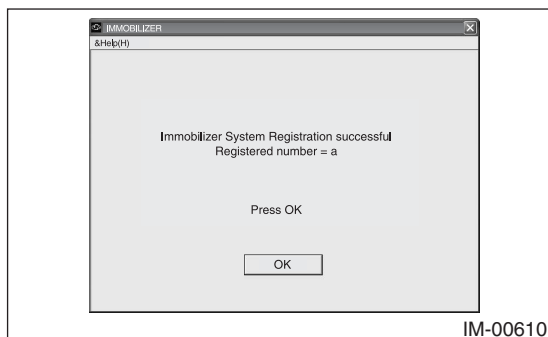 IMMOBILIZER
&Help(H)
Immobilizer System Registration successful
Registered number = a
Press OK
OK
IM-00610